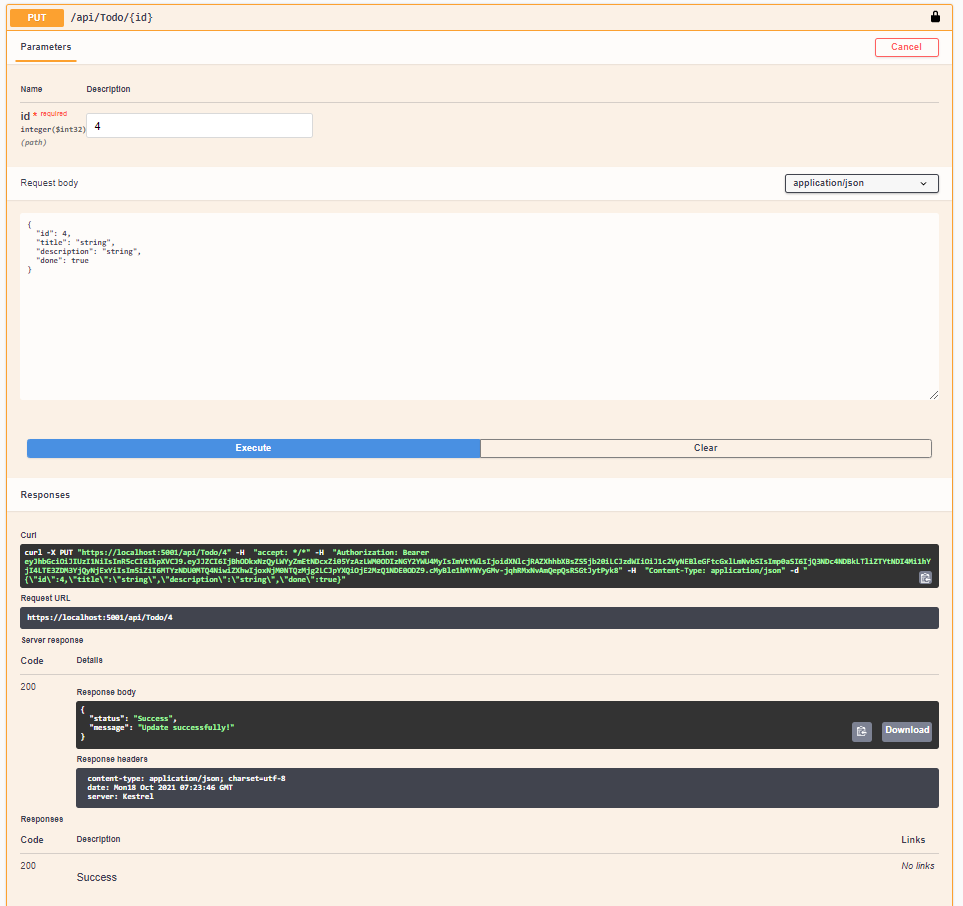 PUT /api/Todo/{id}
Parameters
Cancel
Name Description
id * required
integer($int32)
(path)
4
Request body
application/json
{
"id": 4,
"title": "string",
"description": "string",
"done": true
}
Execute
Clear
Responses
Curl
curl -X PUT "https://localhost:5001/api/Todo/4" -H "accept: */*" -H "Authorization: Bearer
-H "Content-Type: application/json" -d "
{\"id\":4,\"title\":\"string\",\"description\":\"string\",\"done\":true}"
Request URL
https://localhost:5001/api/Todo/4
Server response
Code Details
200
Response body
{
"status": "Success",
"message": "Update successfully!"
}
Download
Response headers
content-type: application/json; charset=utf-8
date: Mon18 Oct 2021 07:23:46 GMT
server: Kestrel
Responses
Code Description Links
200
Success
No links